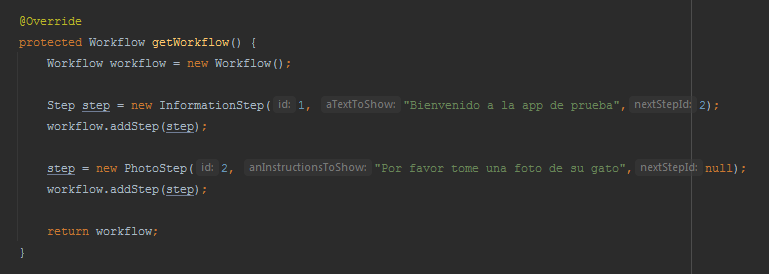 @Override
protected Workflow getWorkflow() {
Workflow workflow = new Workflow();
Step step = new InformationStep( id: 1, aTextToShow: "Bienvenido a la app de prueba", nextStepId: 2);
workflow.addStep(step);
step = new PhotoStep( id: 2, anInstructionsToShow: "Por favor tome una foto de su gato", nextStepId: null);
workflow.addStep(step);
return workflow;
}